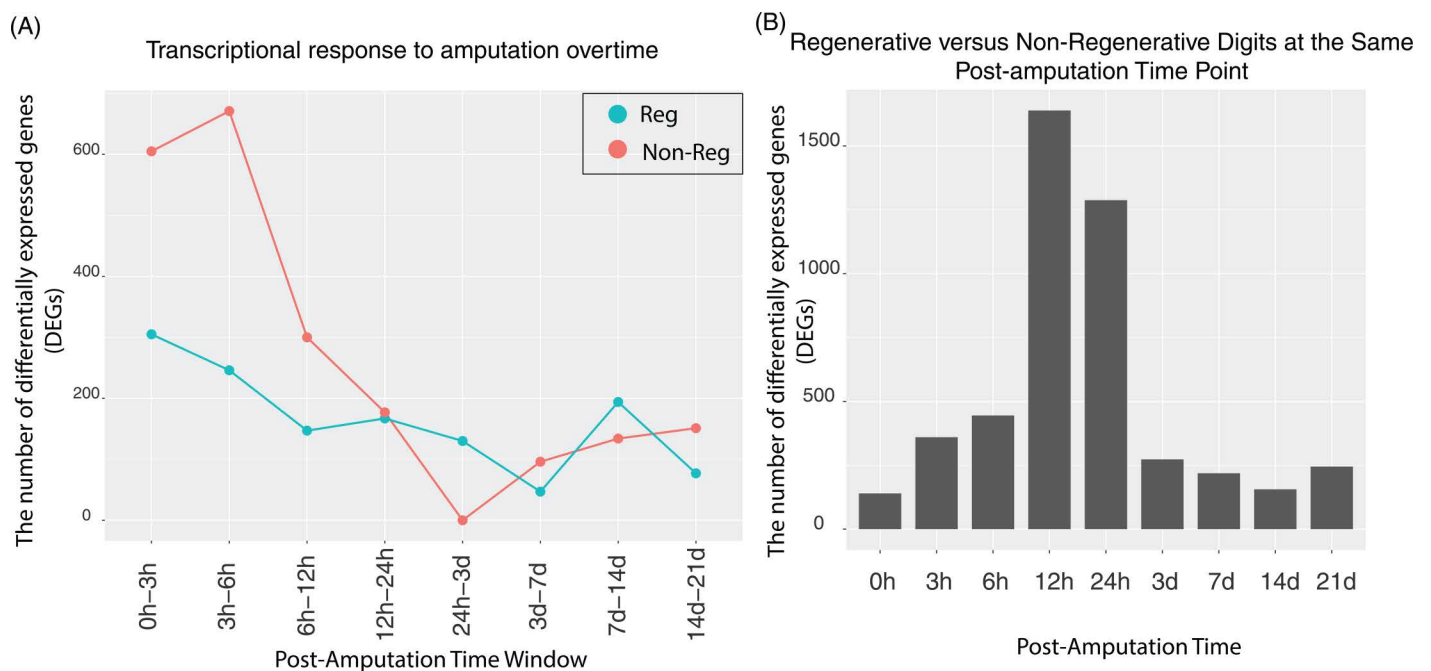 (A)
Transcriptional response to amputation overtime
The number of differentially expressed genes
(DEGs)
600
400
200
0
Reg
Non-Reg
0h–3h
3h–6h
6h–12h
12h–24h
24h–3d
3d–7d
7d–14d
14d–21d
Post-Amputation Time Window
(B)
Regenerative versus Non-Regenerative Digits at the Same
Post-amputation Time Point
The number of differentially expressed genes
(DEGs)
1500
1000
500
0
0h 3h 6h 12h 24h 3d 7d 14d 21d
Post-Amputation Time